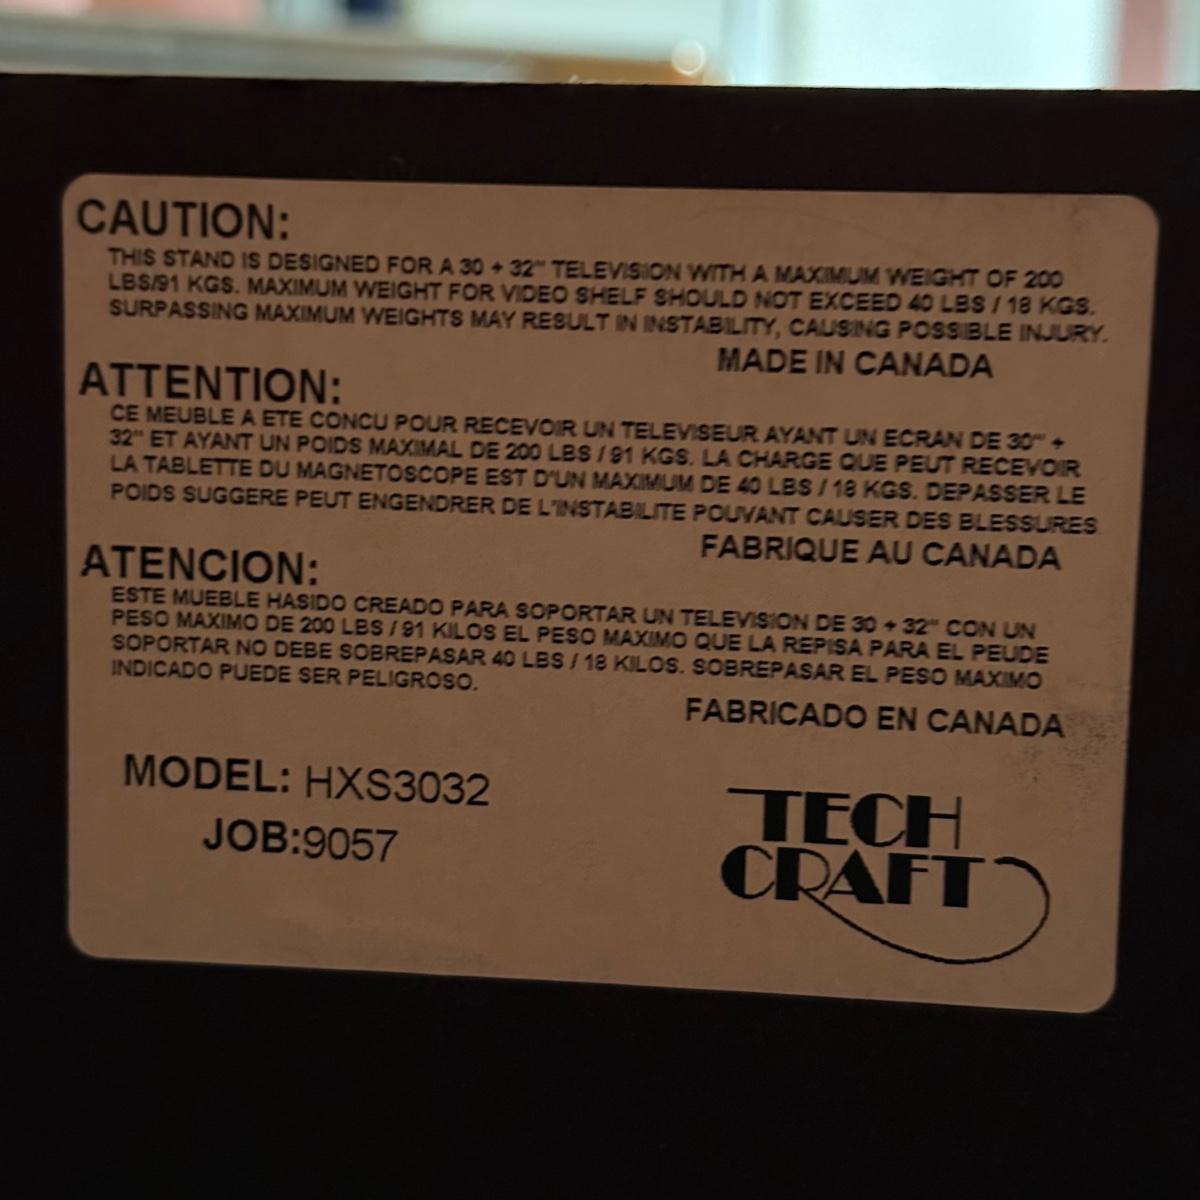 CAUTION:
THIS STAND IS DESIGNED FOR A 30 + 32" TELEVISION WITH A MAXIMUM WEIGHT OF 200
LBS/91 KGS. MAXIMUM WEIGHT FOR VIDEO SHELF SHOULD NOT EXCEED 40 LBS / 18 KGS.
SURPASSING MAXIMUM WEIGHTS MAY RESULT IN INSTABILITY, CAUSING POSSIBLE INJURY.
MADE IN CANADA
ATTENTION:
CE MEUBLE A ETE CONCU POUR RECEVOIR UN TELEVISEUR AYANT UN ECRAN DE 30" +
32" ET AYANT UN POIDS MAXIMAL DE 200 LBS / 91 KGS. LA CHARGE QUE PEUT RECEVOIR
LA TABLETTE DU MAGNETOSCOPE EST D'UN MAXIMUM DE 40 LBS / 18 KGS. DEPASSER LE
POIDS SUGGERE PEUT ENGENDRER DE L'INSTABILITE POUVANT CAUSER DES BLESSURES
FABRIQUE AU CANADA
ATENCION:
ESTE MUEBLE HASIDO CREADO PARA SOPORTAR UN TELEVISION DE 30 + 32" CON UN
PESO MAXIMO DE 200 LBS / 91 KILOS EL PESO MAXIMO QUE LA REPISA PARA EL PEUDE
SOPORTAR NO DEBE SOBREPASAR 40 LBS / 18 KILOS. SOBREPASAR EL PESO MAXIMO
INDICADO PUEDE SER PELIGROSO.
FABRICADO EN CANADA
MODEL: HXS3032
JOB:9057
TECH
CRAFT